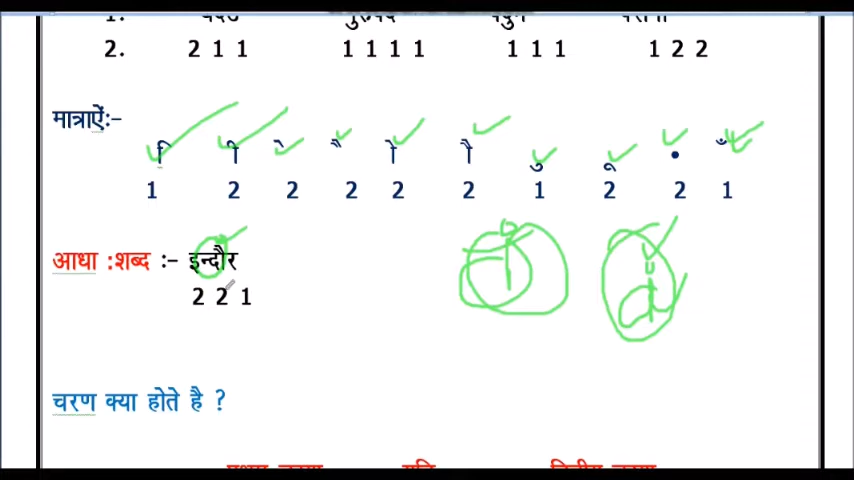 2. 2 1 1 1 1 1 1 1 1 1 1 2 2
मात्राऐं:-
ि ी े ै ो ौ ु ू ं ँ
1 2 2 2 2 2 1 2 2 1
आधा :शब्द :- इन्दौर
2 2 1
चरण क्या होते है ?